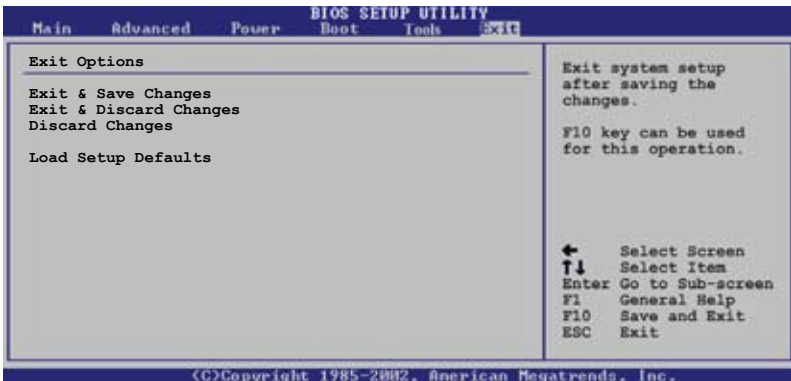 BIOS SETUP UTILITY
Main Advanced Power Boot Tools Exit
Exit Options
Exit & Save Changes
Exit & Discard Changes
Discard Changes
Load Setup Defaults
Exit system setup
after saving the
changes.
F10 key can be used
for this operation.
← Select Screen
↑↓ Select Item
Enter Go to Sub-screen
F1 General Help
F10 Save and Exit
ESC Exit
(C)Copyright 1985-2002, American Megatrends, Inc.